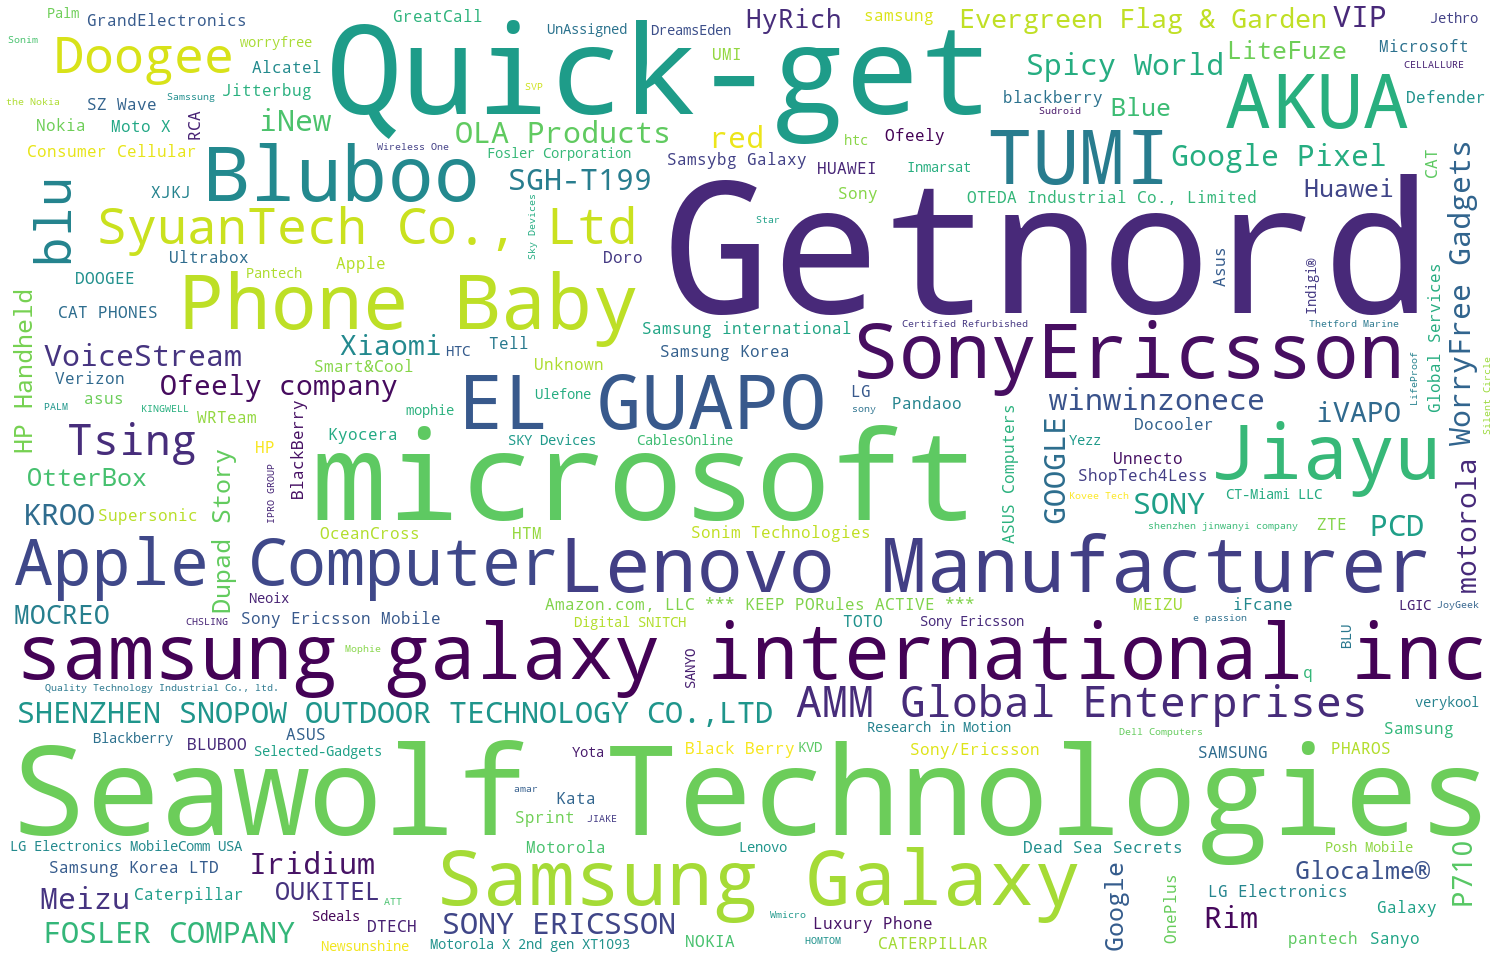 Palm
GrandElectronics
GreatCall
UnAssigned
DreamsEden
HyRich
samsung
Evergreen Flag & Garden
VIP
Jethro
Sonim
Doogee
worryfree
Quick-get
UMI
Spicy World
LiteFuze
Microsoft
Alcatel
CELLALLURE
the Nokia
SZ Wave
Samssung
Jitterbug
SVP
blackberry
Blue
AKUA
Defender
Sudroid
Nokia
Moto X
RCA
iNew
OLA Products
red
htc
Ofeely
TUMI
Consumer Cellular
Wireless One
Fosler Corporation
Samsybg Galaxy
HUAWEI
Inmarsat
Google Pixel
CAT
blu
XJKJ
Bluboo
SGH-T199
Sony
OTEDA Industrial Co., Limited
Huawei
WorryFree Gadgets
SyuanTech Co., Ltd
Sky Devices
Star
Getnord
Ultrabox
Doro
Asus
Indigi®
DOOGEE
Pantech
Apple
CAT PHONES
Phone Baby
Global Services
HP Handheld
Samsung international
Certified Refurbished
Thetford Marine
VoiceStream
Xiaomi
HTC
Tell
Samsung Korea
SonyEricsson
LifeProof
Silent Circle
Verizon
Smart&Cool
Unknown
asus
Ofeely company
EL GUAPO
Ulefone
LG
Pandaoo
winwinzonece
iVAPO
PALM
KINGWELL
WRTeam
BlackBerry
mophie
sony
Docooler
Tsing
HP
Kyocera
SKY Devices
CablesOnline
ASUS Computers
GOOGLE
Yezz
Jiayu
Unnecto
OtterBox
Dupad Story
IPRO GROUP
microsoft
ShopTech4Less
motorola
KROO
Supersonic
Kovee Tech
SONY
CT-Miami LLC
OceanCross
HTM
Sonim Technologies
shenzhen jinwanyi company
ZTE
PCD
Apple Computer
Lenovo Manufacturer
MOCREO
Neoix
Amazon.com, LLC *** KEEP PORules ACTIVE ***
MEIZU
iFcane
LGIC
JoyGeek
CHSLING
Sony Ericsson Mobile
Digital SNITCH
TOTO
Sony Ericsson
e passion
BLU
samsung galaxy international inc
Mophie
SANYO
q
Quality Technology Industrial Co., ltd.
SHENZHEN SNOPOW OUTDOOR TECHNOLOGY CO.,LTD
AMM Global Enterprises
verykool
Blackberry
BLUBOO
ASUS
Selected-Gadgets
Yota
Black Berry
KVD
Research in Motion
Sony/Ericsson
Dell Computers
SAMSUNG
PHAROS
Samsung
Seawolf Technologies
amar
Kata
Sprint
JIAKE
LG Electronics MobileComm USA
Motorola
Lenovo
Dead Sea Secrets
Posh Mobile
P710
Samsung Korea LTD
Iridium
Samsung Galaxy
Google
OnePlus
Glocalme®
Meizu
Caterpillar
OUKITEL
ATT
LG Electronics
Galaxy
Sdeals
DTECH
SONY ERICSSON
Wmicro
Luxury Phone
Rim
FOSLER COMPANY
Newsunshine
Motorola X 2nd gen XT1093
NOKIA
HOMTOM
CATERPILLAR
pantech
Sanyo